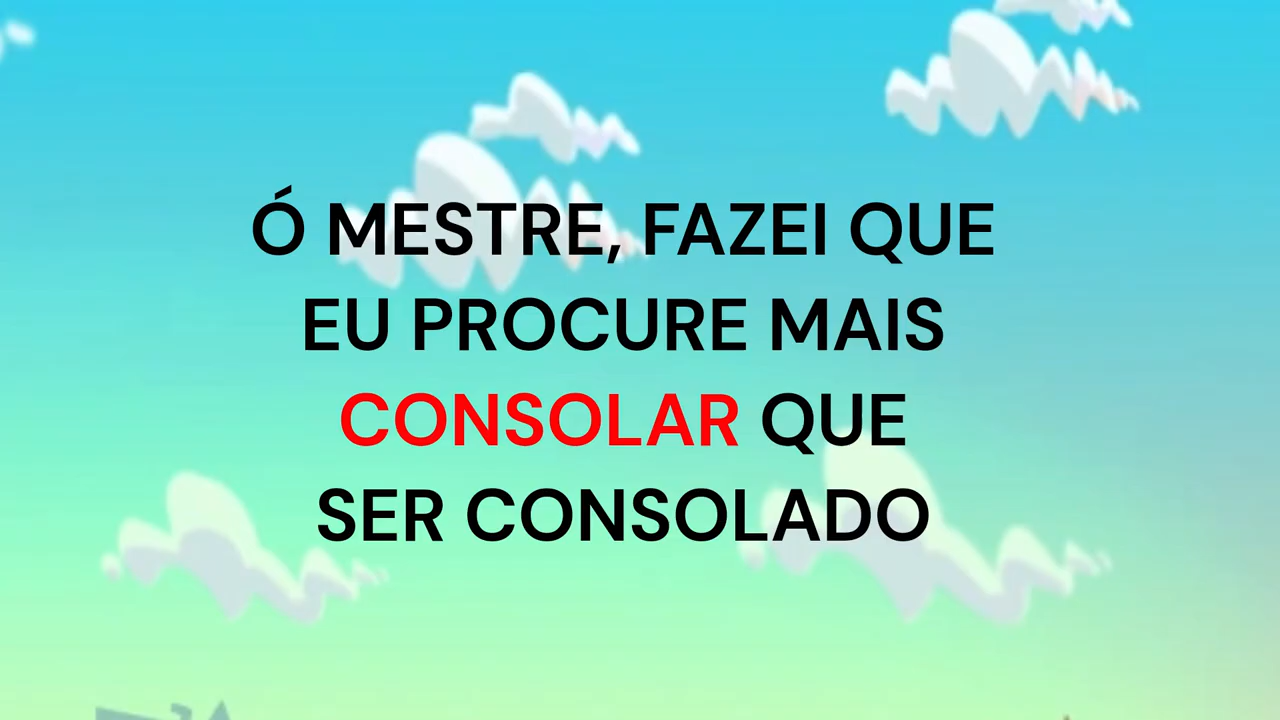 Ó MESTRE, FAZEI QUE
EU PROCURE MAIS
CONSOLAR QUE
SER CONSOLADO